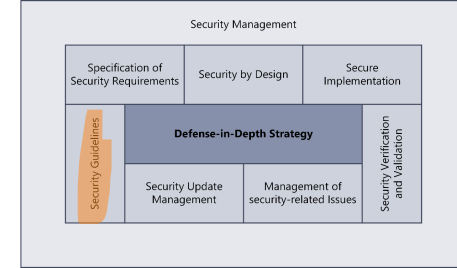 Security Management
Specification of
Security Requirements
Security by Design
Secure
Implementation
Security Guidelines
Defense-in-Depth Strategy
Security Verification
and Validation
Security Update
Management
Management of
security-related Issues